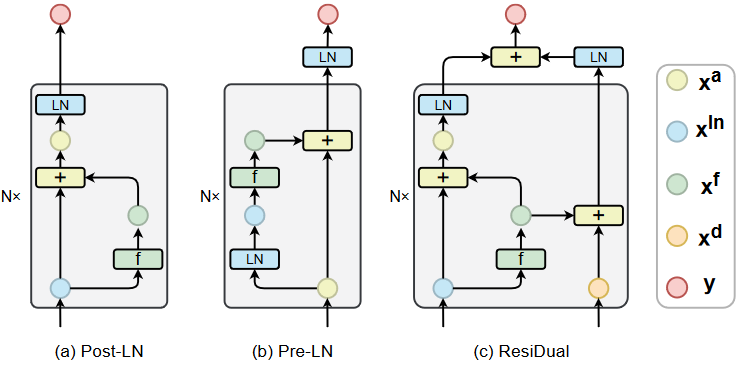 LN
+
f
N×
(a) Post-LN
LN
+
f
LN
N×
(b) Pre-LN
+
LN
LN
+
+
f
N×
(c) ResiDual
x^a
x^ln
x^f
x^d
y